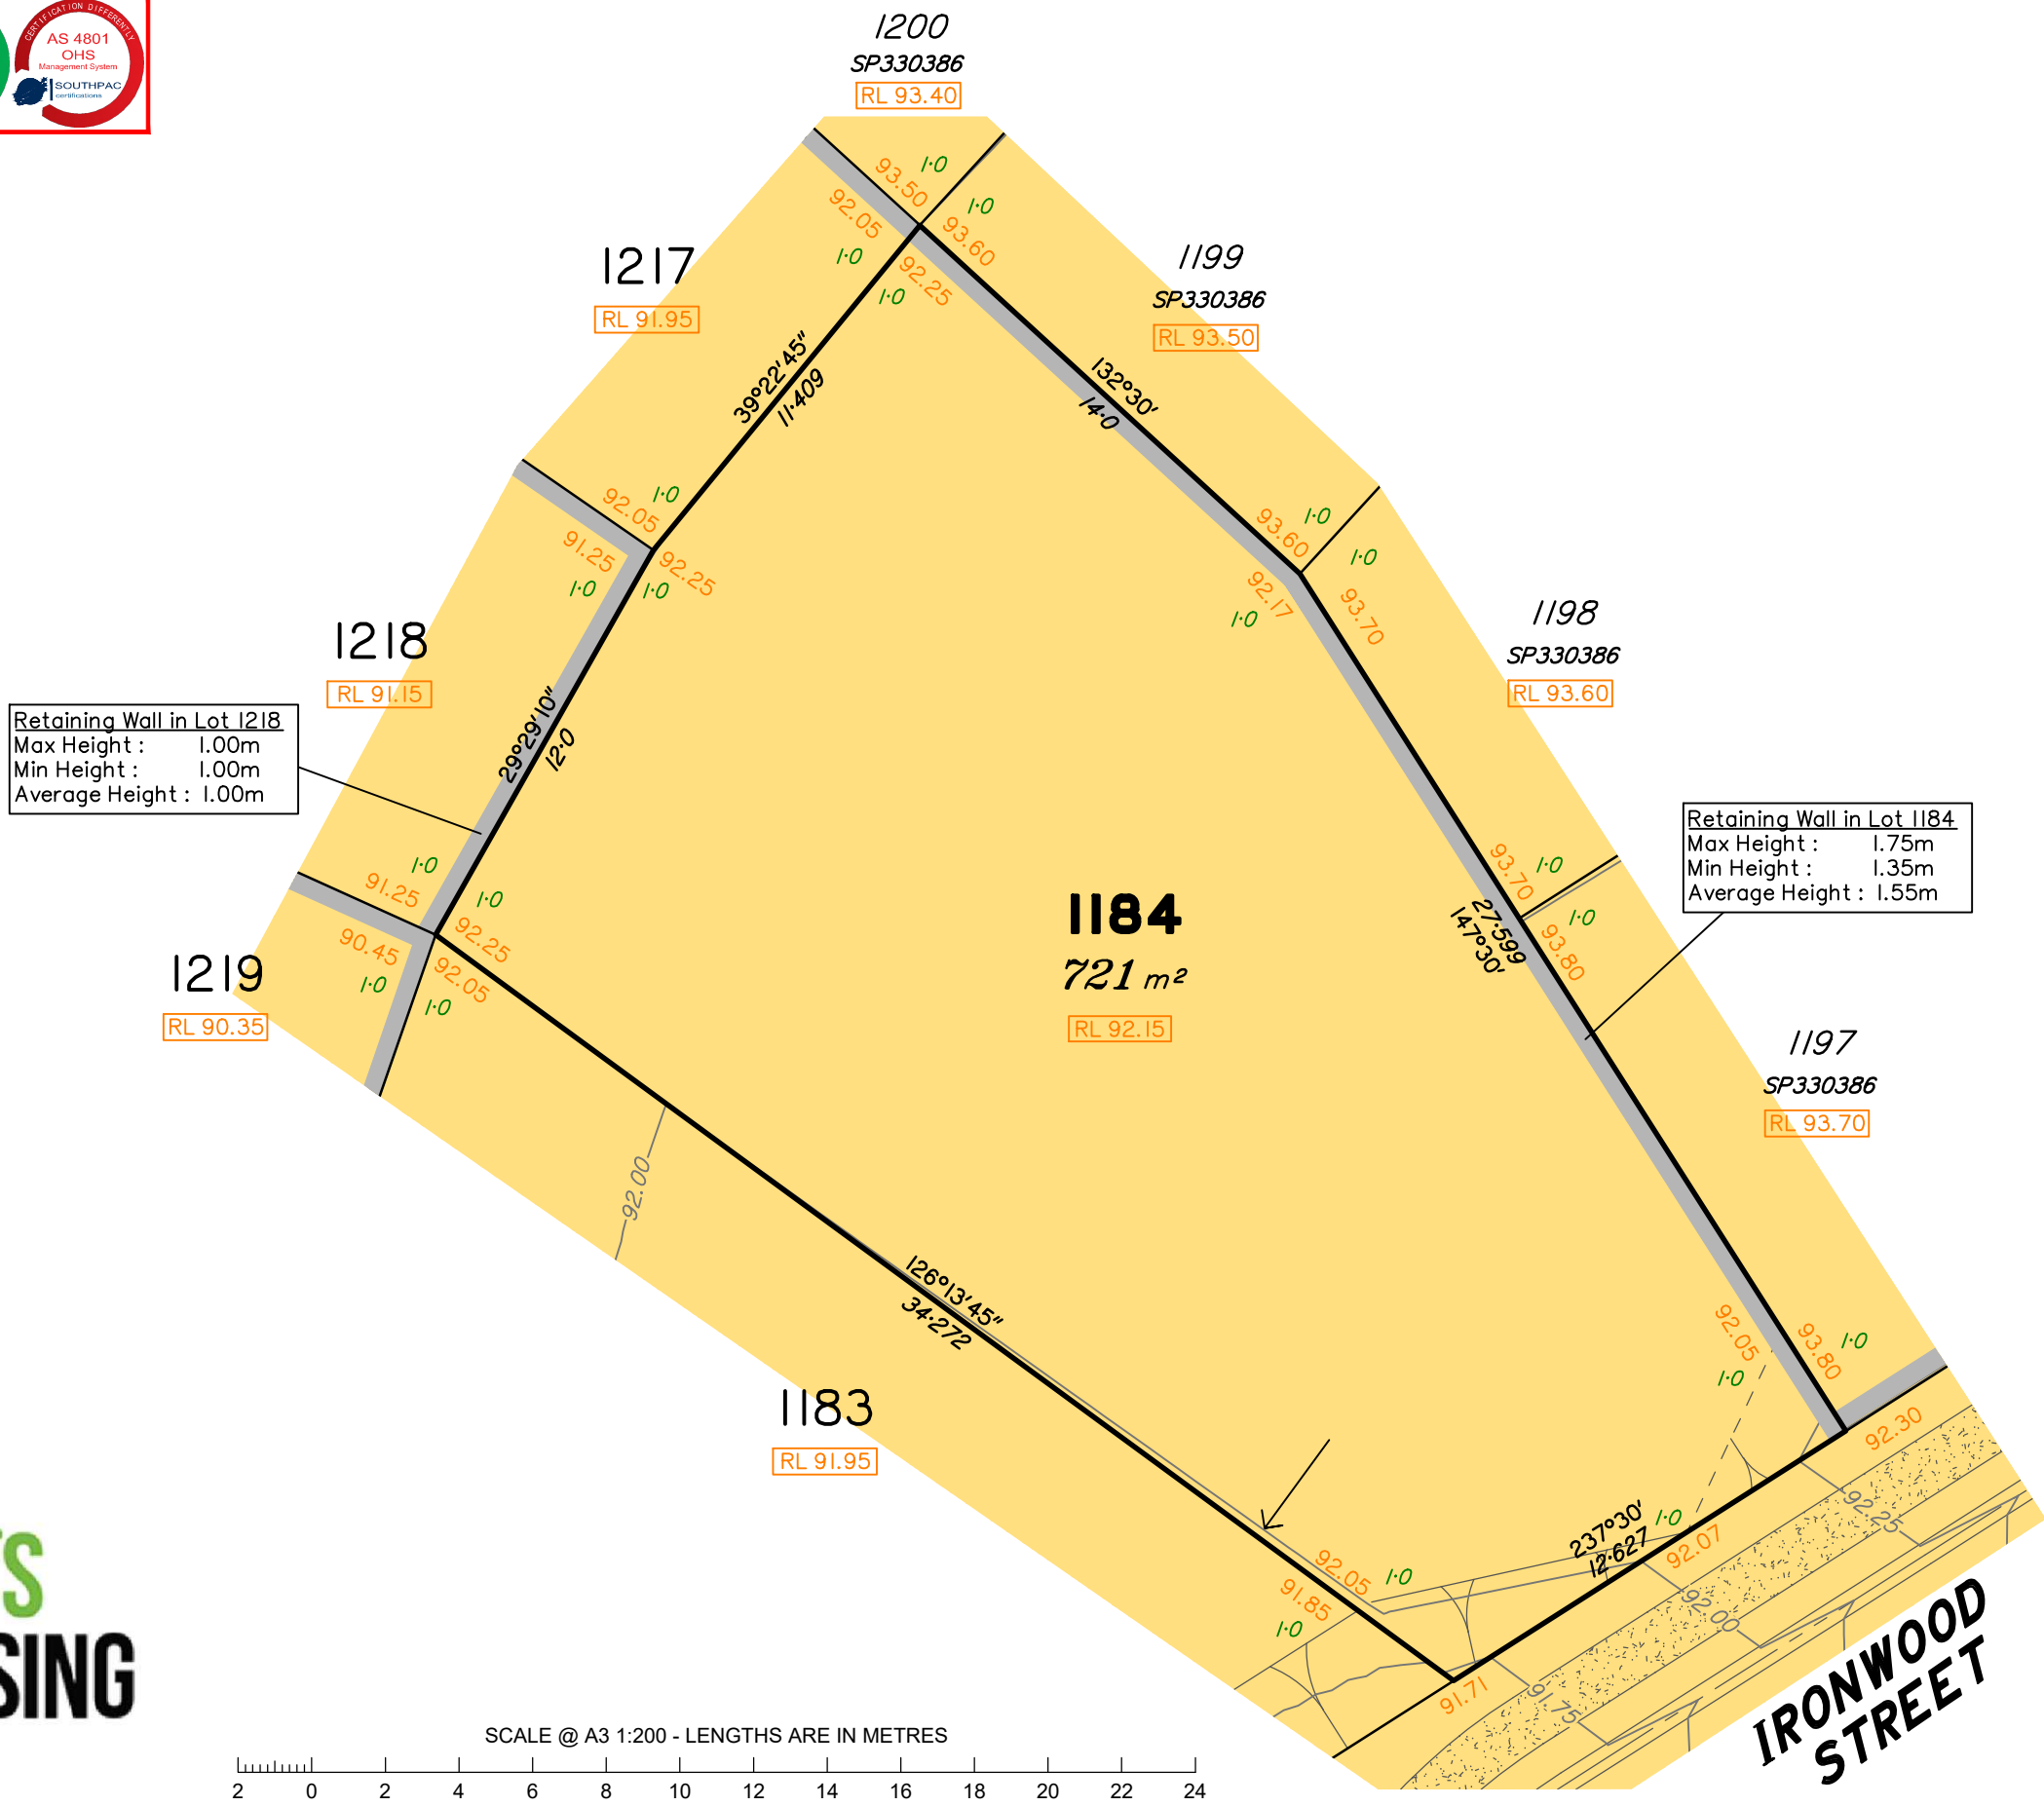 CERTIFICATION DIFFERENTLY
AS 4801
OHS
Management System
SOUTHPAC
certifications
1200
SP330386
RL 93.40
1·0
93.50
1·0
92.05
93.60
1·0
92.25
1·0
1217
RL 91.95
1199
SP330386
RL 93.50
39°22'45"
11·409
132°30'
14·0
1·0
92.05
91.25
92.25
1·0
1·0
1·0
93.60
1·0
92.17
93.70
1·0
1218
RL 91.15
1198
SP330386
RL 93.60
29°29'10"
12·0
Retaining Wall in Lot 1218
Max Height : 1.00m
Min Height : 1.00m
Average Height : 1.00m
Retaining Wall in Lot 1184
Max Height : 1.75m
Min Height : 1.35m
Average Height : 1.55m
1·0
91.25
1·0
92.25
90.45
92.05
1·0
1·0
1219
RL 90.35
1184
721 m²
RL 92.15
93.70
1·0
1·0
93.80
27·599
147°30'
1197
SP330386
RL 93.70
92.00
126°13'45"
34·272
1183
RL 91.95
92.05
93.80
1·0
1·0
92.30
92.25
237°30'
12·627
1·0
92.07
92.05
1·0
91.85
1·0
92.00
91.71
91.75
IRONWOOD
STREET
TS
SING
SCALE @ A3 1:200 - LENGTHS ARE IN METRES
2 0 2 4 6 8 10 12 14 16 18 20 22 24